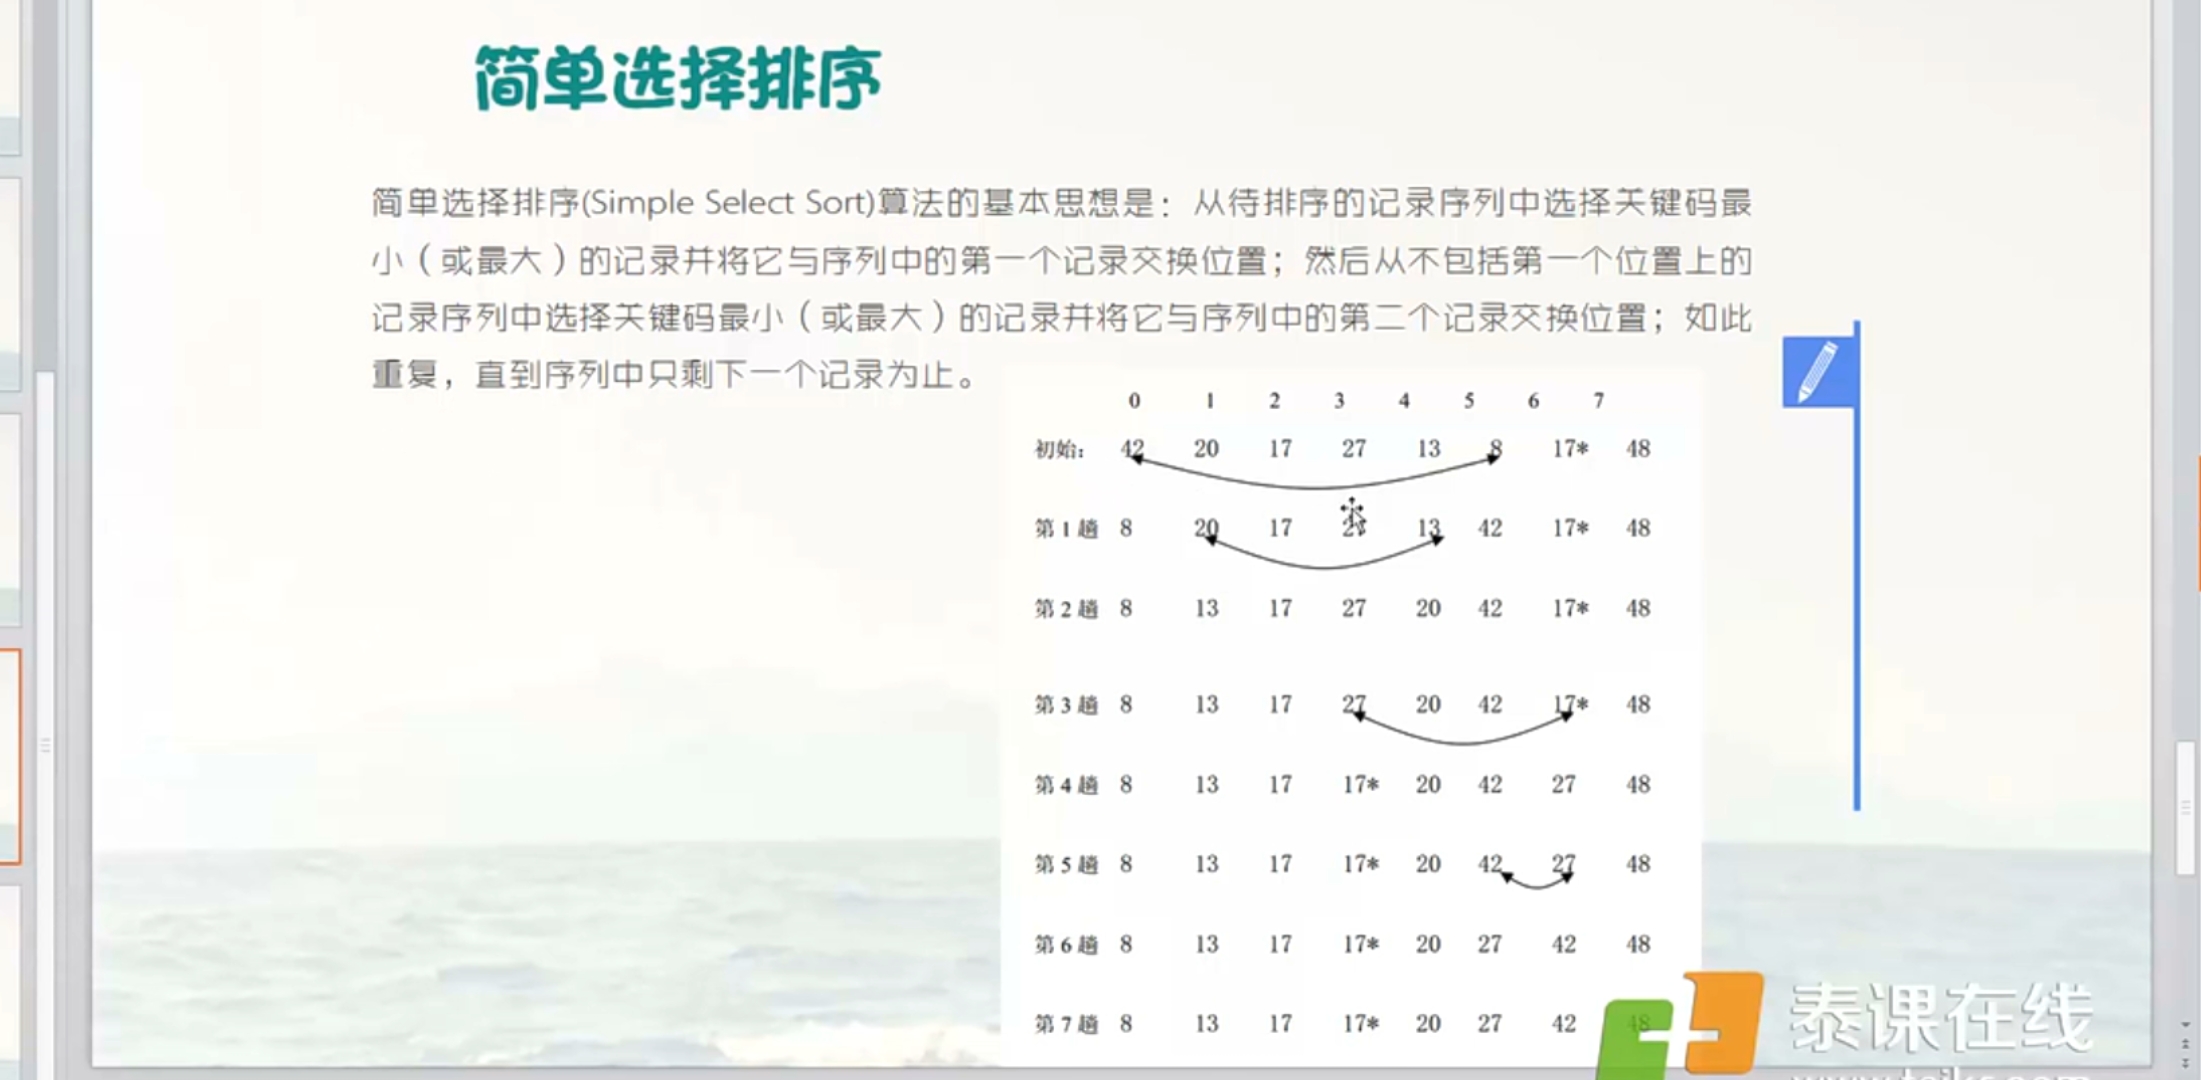 简单选择排序
简单选择排序(Simple Select Sort)算法的基本思想是：从待排序的记录序列中选择关键码最
小（或最大）的记录并将它与序列中的第一个记录交换位置；然后从不包括第一个位置上的
记录序列中选择关键码最小（或最大）的记录并将它与序列中的第二个记录交换位置；如此
重复，直到序列中只剩下一个记录为止。
0 1 2 3 4 5 6 7
初始： 42 20 17 27 13 8 17* 48
第1趟 8 20 17 27 13 42 17* 48
第2趟 8 13 17 27 20 42 17* 48
第3趟 8 13 17 27 20 42 17* 48
第4趟 8 13 17 17* 20 42 27 48
第5趟 8 13 17 17* 20 42 27 48
第6趟 8 13 17 17* 20 27 42 48
第7趟 8 13 17 17* 20 27 42 48
泰课在线